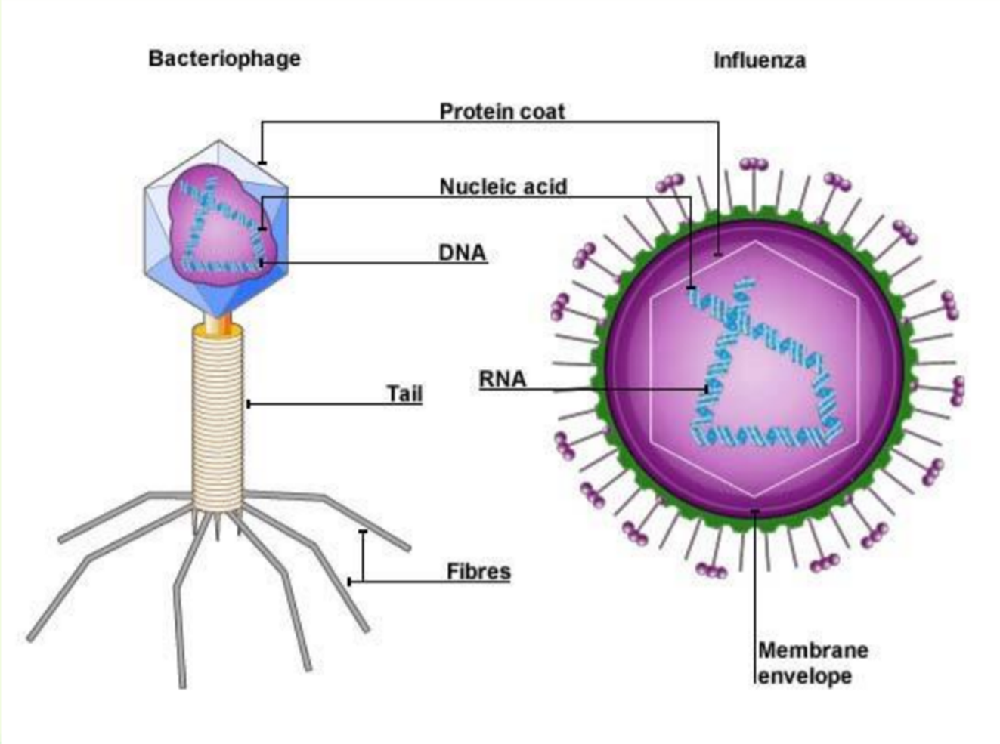 Bacteriophage
Influenza
Protein coat
Nucleic acid
DNA
RNA
Tail
Fibres
Membrane
envelope